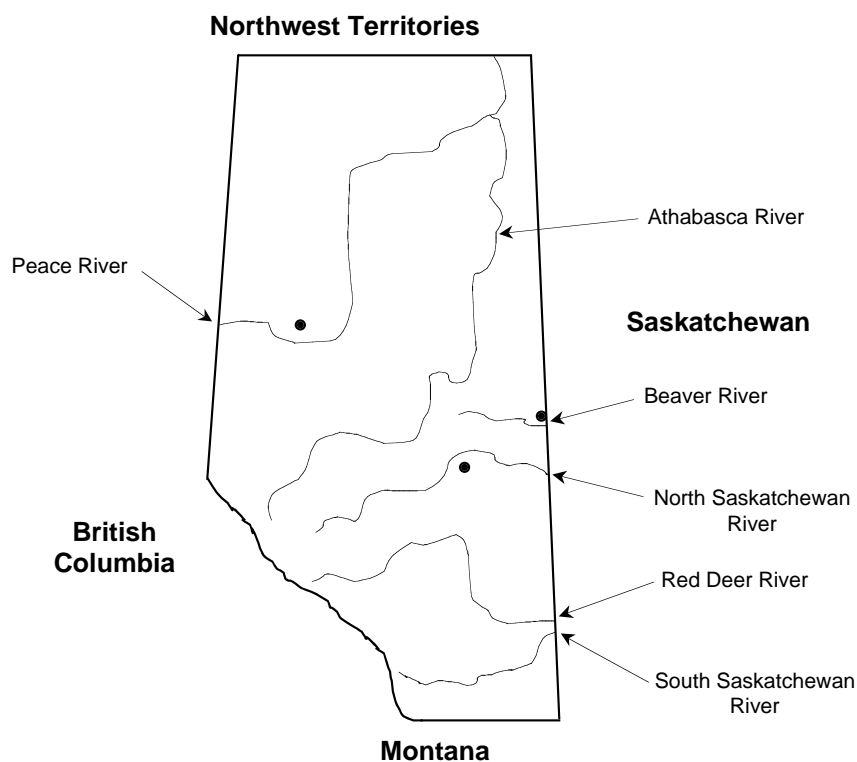 Northwest Territories
Athabasca River
Peace River
Saskatchewan
Beaver River
North Saskatchewan
River
British
Columbia
Red Deer River
South Saskatchewan
River
Montana